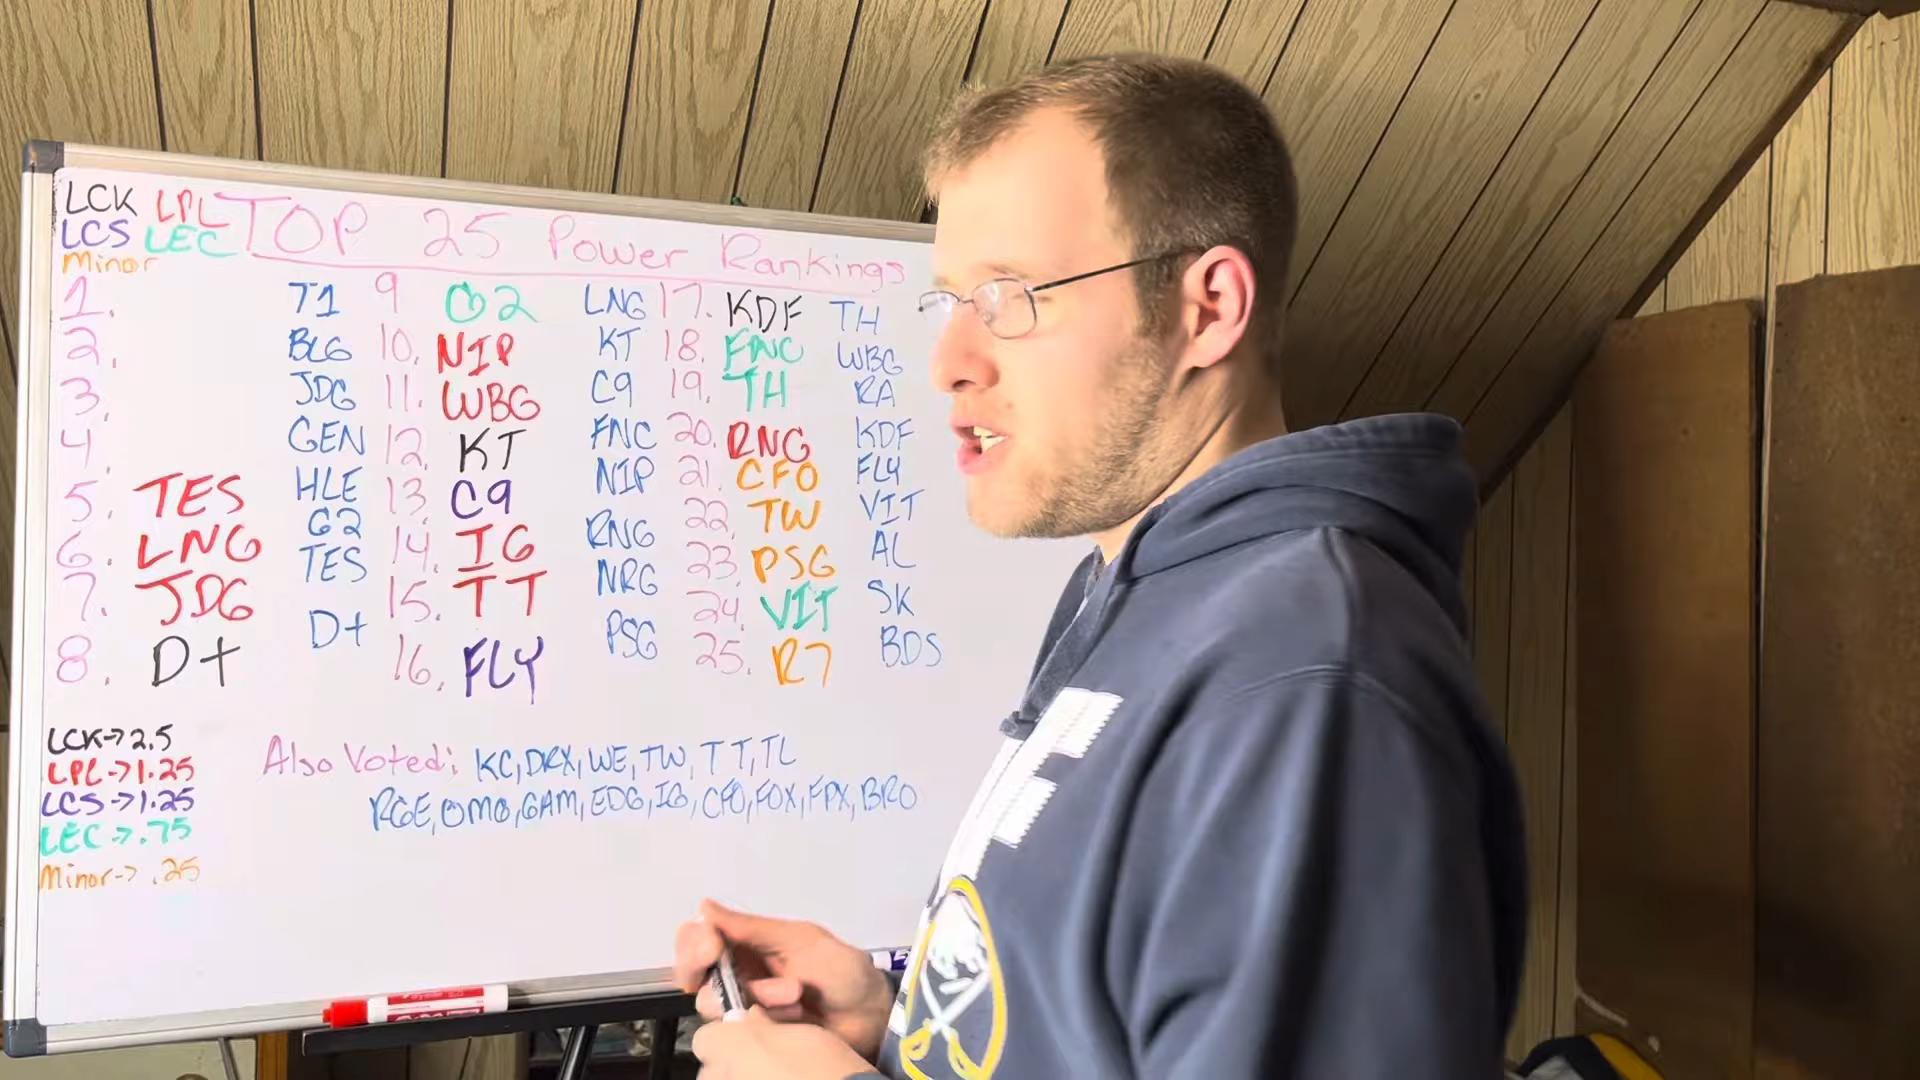 LCK LPL
LCS LEC
Minor
TOP 25 Power Rankings
1. T1
2. BLG
3. JDG
4. GEN
5. TES HLE
6. LNG G2
7. JDG TES
8. D+ D+
9 G2 LNG
10. NIP KT
11. WBG C9
12. KT FNC
13. C9 NIP
14. IG RNG
15. TT NRG
16. FLY PSG
17. KDF TH
18. FNC WBG
19. TH RA
20. RNG KDF
21. CFO FLY
22. TW VIT
23. PSG AL
24. VIT SK
25. R7 BDS
LCK->2.5
LPL->1.25
LCS->1.25
LEC->.75
Minor->.25
Also Voted: KC, DRX, WE, TW, TT, TL
RGE, OMG, GAM, EDG, IG, CFO, FOX, FPX, BRO